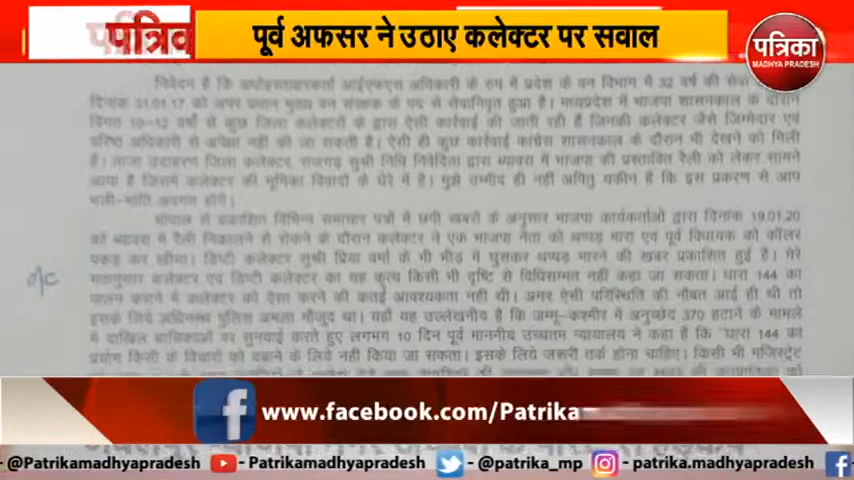 पत्रिव
पूर्व अफसर ने उठाए कलेक्टर पर सवाल
पत्रिका
MADHYA PRADESH
निवेदन है कि अधोहस्ताक्षरकर्ता आईएफएस अधिकारी के रूप में प्रदेश के वन विभाग में 32 वर्ष की सेवा
दिनांक 31.01.17 को अपर प्रधान मुख्य वन संरक्षक के पद से सेवानिवृत हुआ है। मध्यप्रदेश में भाजपा शासनकाल के दौरान
विगत 10-12 वर्षों से कुछ जिला कलेक्टरों के द्वारा ऐसी कार्रवाई की जाती रही हैं जिनकी कलेक्टर जैसे जिम्मेदार एवं
वरिष्ठ अधिकारी से अपेक्षा नहीं की जा सकती है। ऐसी ही कुछ कार्रवाई कांग्रेस शासनकाल के दौरान भी देखने को मिली
हैं। ताजा उदाहरण जिला कलेक्टर, राजगढ़ सुश्री निधि निवेदिता द्वारा ब्यावरा में भाजपा की प्रस्तावित रैली को लेकर सामने
आया है जिसमें कलेक्टर की भूमिका विवादों के घेरे में है। मुझे उम्मीद ही नहीं अपितु यकीन है कि इस प्रकरण से आप
भली-भांति अवगत होंगे।
भोपाल से प्रकाशित विभिन्न समाचार पत्रों में छपी खबरों के अनुसार भाजपा कार्यकर्ताओं द्वारा दिनांक 19.01.20
को ब्यावरा में रैली निकालने से रोकने के दौरान कलेक्टर ने एक भाजपा नेता को थप्पड़ मारा एवं पूर्व विधायक को कॉलर
पकड़ कर खींचा। डिप्टी कलेक्टर सुश्री प्रिया वर्मा के भी भीड़ में घुसकर थप्पड़ मारने की खबर प्रकाशित हुई है। मेरे
मतानुसार कलेक्टर एवं डिप्टी कलेक्टर का यह कृत्य किसी भी दृष्टि से विधिसम्मत नहीं कहा जा सकता। धारा 144 का
o/c
पालन कराने में कलेक्टर को ऐसा करने की कतई आवश्यकता नहीं थी। अगर ऐसी परिस्थिति की नौबत आई ही थी तो
इसके लिये अधिनस्थ पुलिस अमला मौजूद था। यहाँ यह उल्लेखनीय है कि जम्मू-कश्मीर में अनुच्छेद 370 हटाने के मामले
में दाखिल याचिकाओं पर सुनवाई करते हुए लगभग 10 दिन पूर्व माननीय उच्चतम न्यायालय ने कहा है कि "धारा 144 का
प्रयोग किसी के विचारों को दबाने के लिये नहीं किया जा सकता। इसके लिये जरूरी तर्क होना चाहिए। किसी भी मजिस्ट्रेट
www.facebook.com/Patrika
- @Patrikamadhyapradesh - Patrikamadhyapradesh - @patrika_mp - patrika.madhyapradesh